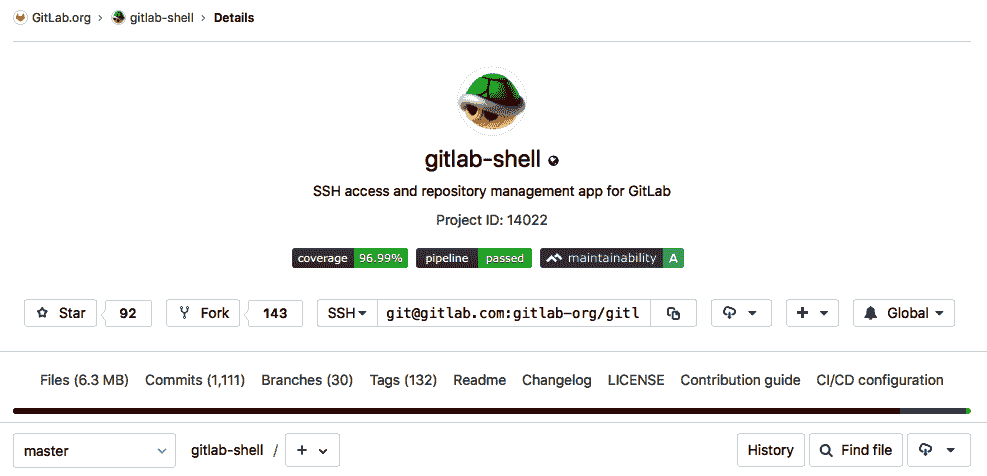 GitLab.org › gitlab-shell › Details
gitlab-shell
SSH access and repository management app for GitLab
Project ID: 14022
coverage 96.99% pipeline passed maintainability A
Star 92 Fork 143 SSH git@gitlab.com:gitlab-org/gitl Global
Files (6.3 MB) Commits (1,111) Branches (30) Tags (132) Readme Changelog LICENSE Contribution guide CI/CD configuration
master gitlab-shell / + History Find file